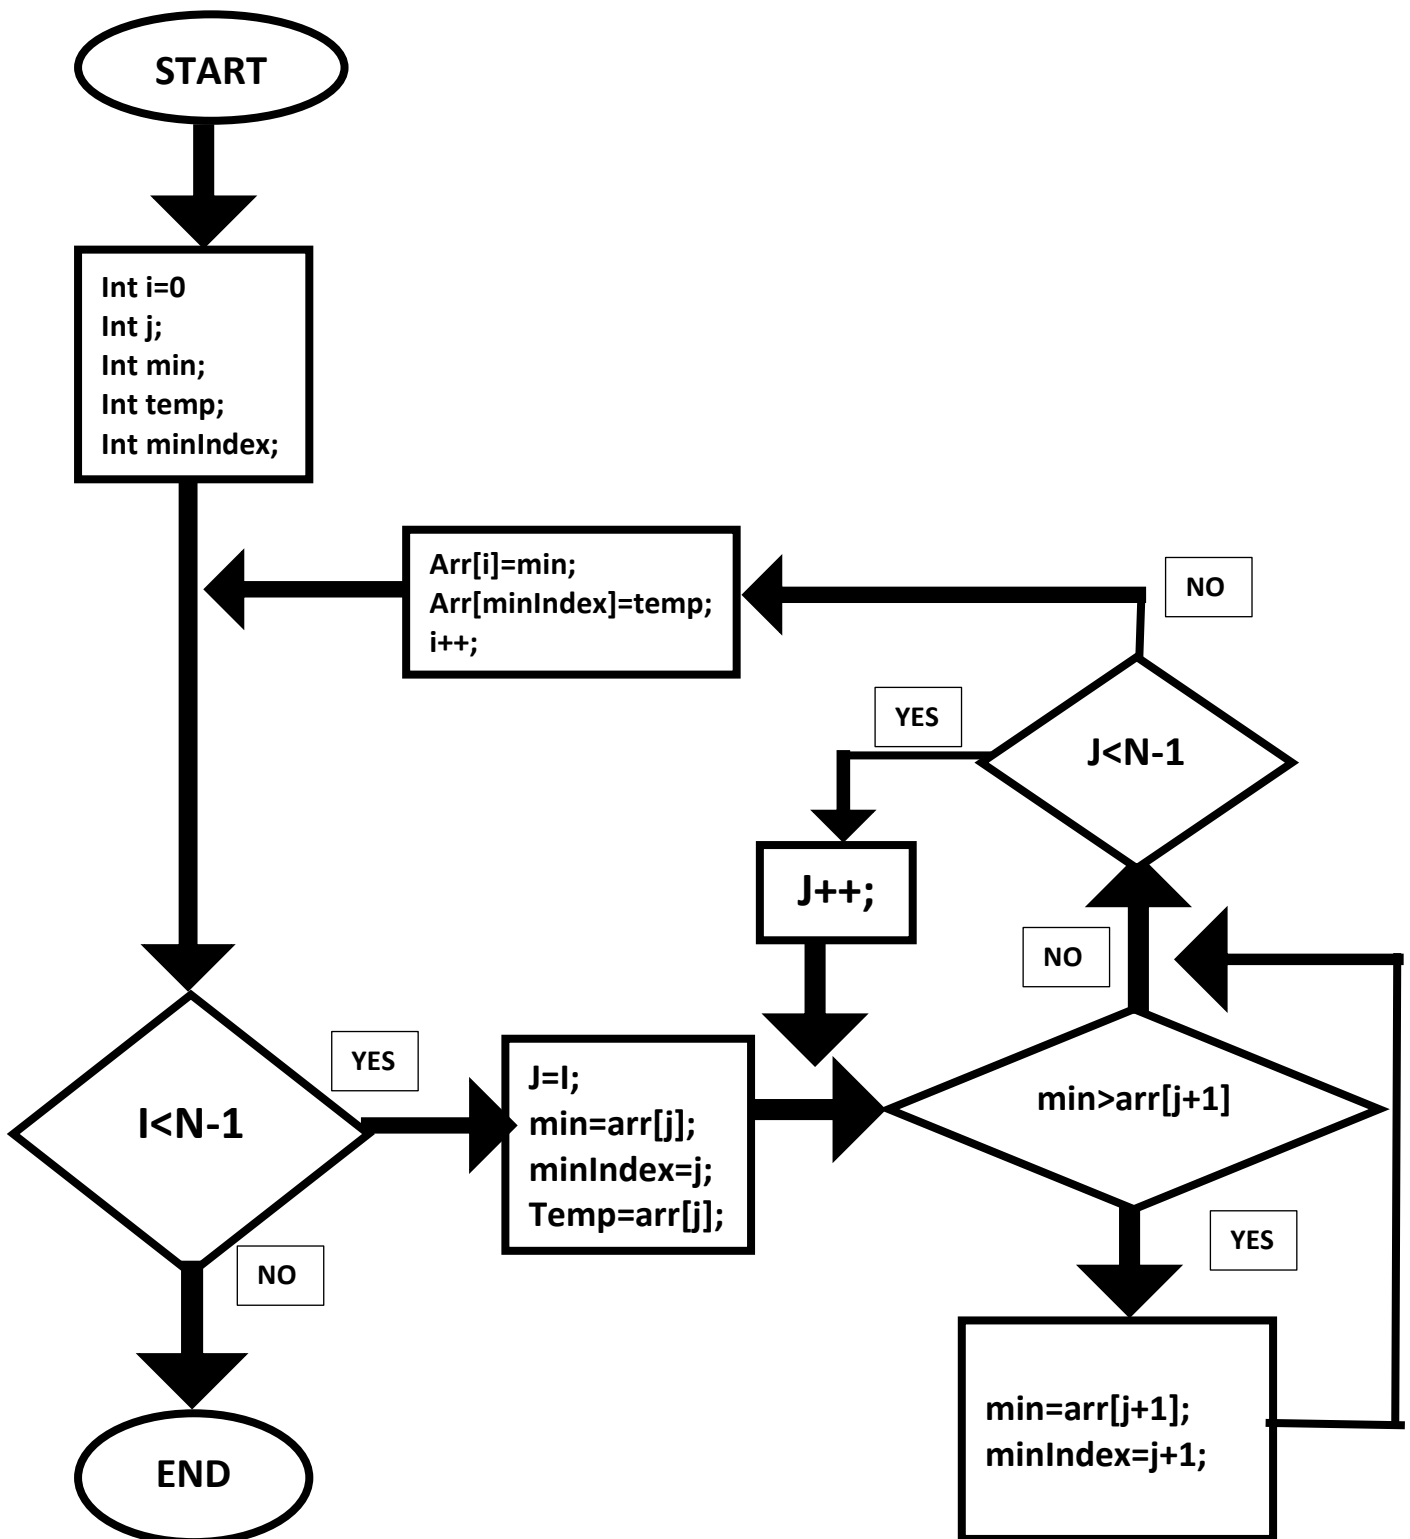 START
Int i=0
Int j;
Int min;
Int temp;
Int minIndex;
Arr[i]=min;
Arr[minIndex]=temp;
i++;
NO
YES
J<N-1
J++;
NO
YES
I<N-1
J=I;
min=arr[j];
minIndex=j;
Temp=arr[j];
min>arr[j+1]
YES
NO
min=arr[j+1];
minIndex=j+1;
END